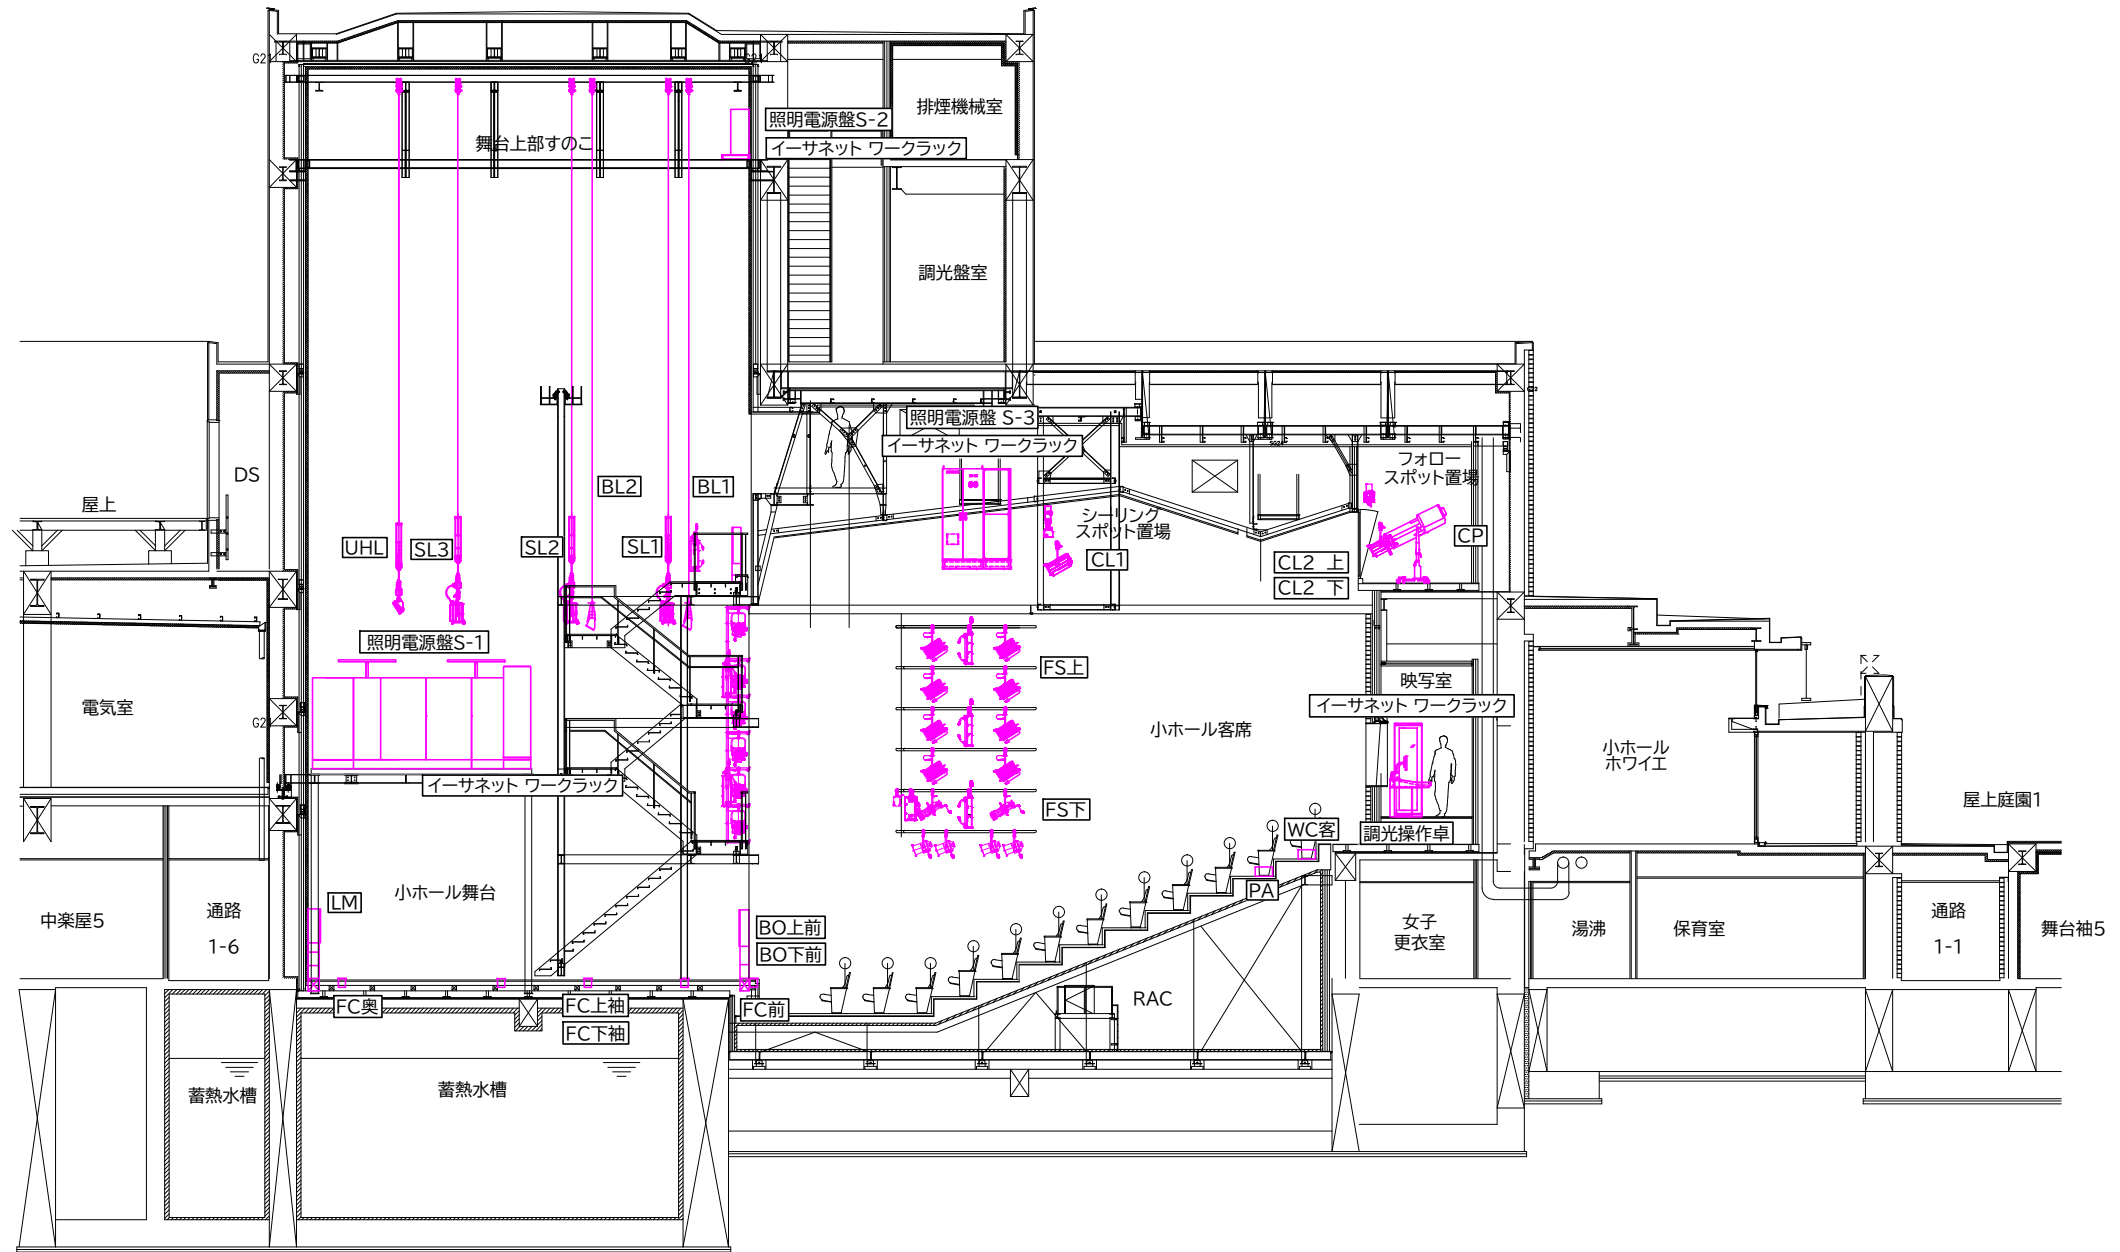 G21
G21
排煙機械室
照明電源盤S-2
イーサネット ワークラック
舞台上部すのこ
G21
調光盤室
照明電源盤 S-3
イーサネット ワークラック
DS
屋上
BL2
BL1
フォロー
スポット置場
シーリング
スポット置場
CP
UHL
SL3
SL2
SL1
CL1
CL2 上
CL2 下
照明電源盤S-1
FS上
映写室
イーサネット ワークラック
電気室
小ホール客席
小ホール
ホワイエ
イーサネット ワークラック
屋上庭園1
FS下
WC客
調光操作卓
PA
LM
小ホール舞台
中楽屋5
通路
1-6
BO上前
BO下前
女子
更衣室
湯沸
保育室
通路
1-1
舞台袖5
FC奥
FC上袖
FC下袖
FC前
RAC
蓄熱水槽
蓄熱水槽